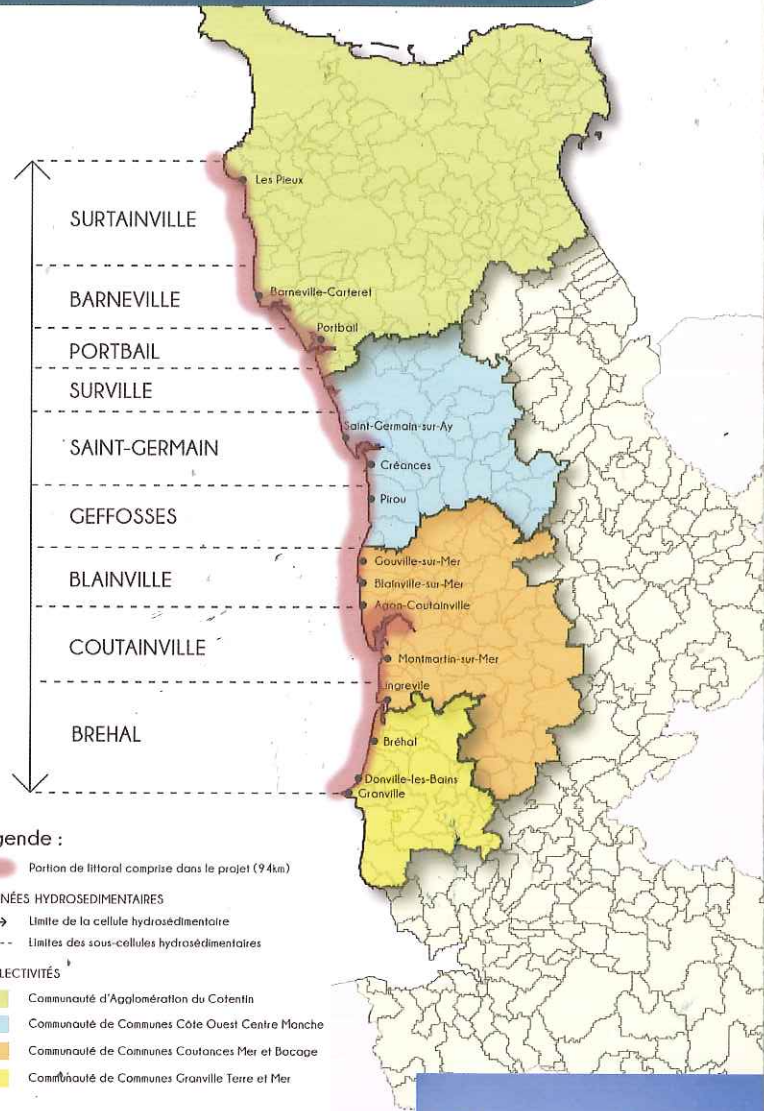 Les Pieux
SURTAINVILLE
Barneville-Carteret
BARNEVILLE
Portbail
PORTBAIL
SURVILLE
Saint-Germain-sur-Ay
SAINT-GERMAIN
Créances
Pirou
GEFFOSSES
Gouville-sur-Mer
BLAINVILLE
Blainville-sur-Mer
Agon-Coutainville
COUTAINVILLE
Montmartin-sur-Mer
Lingreville
BREHAL
Bréhal
Donville-les-Bains
Granville
gende :
Portion de littoral comprise dans le projet (94km)
NÉES HYDROSEDIMENTAIRES
Limite de la cellule hydrosédimentaire
Limites des sous-cellules hydrosédimentaires
LECTIVITÉS
Communauté d'Agglomération du Cotentin
Communauté de Communes Côte Ouest Centre Manche
Communauté de Communes Coutances Mer et Bocage
Communauté de Communes Granville Terre et Mer